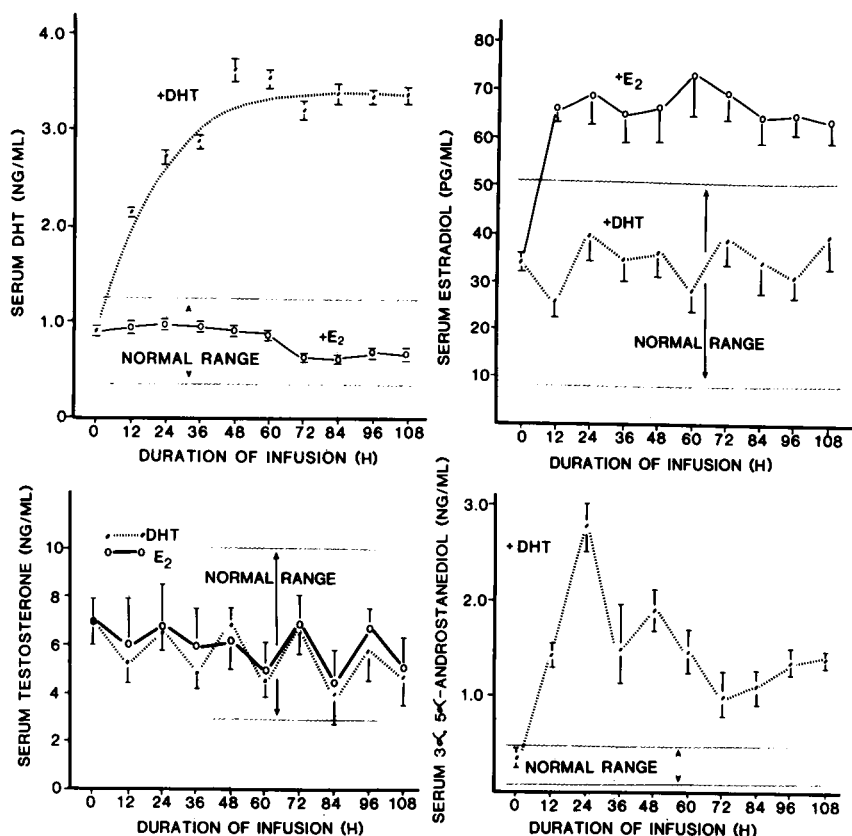 4.0
3.0
2.0
1.0
0
SERUM DHT (NG/ML)
+DHT
+E2
NORMAL RANGE
0 12 24 36 48 60 72 84 96 108
DURATION OF INFUSION (H)
80
70
60
50
40
30
20
10
SERUM ESTRADIOL (PG/ML)
+E2
+DHT
NORMAL RANGE
0 12 24 36 48 60 72 84 96 108
DURATION OF INFUSION (H)
10
8
6
4
2
0
SERUM TESTOSTERONE (NG/ML)
DHT
E2
NORMAL RANGE
0 12 24 36 48 60 72 84 96 108
DURATION OF INFUSION (H)
3.0
2.0
1.0
SERUM 3α, 5α-ANDROSTANEDIOL (NG/ML)
+ DHT
NORMAL RANGE
0 12 24 36 48 60 72 84 96 108
DURATION OF INFUSION (H)